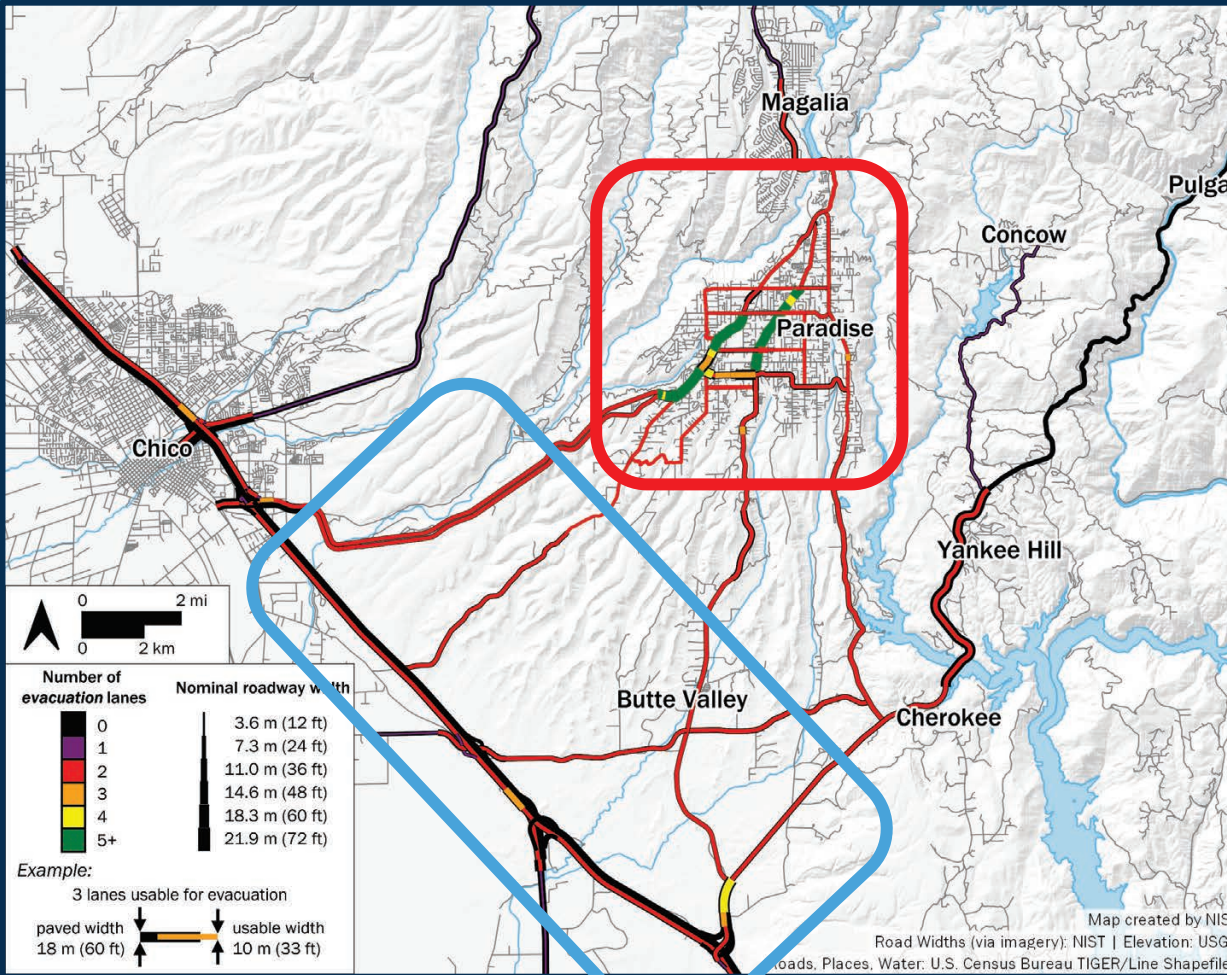 Magalia
Pulga
Concow
Paradise
Chico
Yankee Hill
Butte Valley
Cherokee
0 2 mi
0 2 km
Number of
evacuation lanes
0
1
2
3
4
5+
Nominal roadway width
3.6 m (12 ft)
7.3 m (24 ft)
11.0 m (36 ft)
14.6 m (48 ft)
18.3 m (60 ft)
21.9 m (72 ft)
Example:
3 lanes usable for evacuation
paved width
18 m (60 ft)
usable width
10 m (33 ft)
Map created by NIS
Road Widths (via imagery): NIST | Elevation: USG
oads, Places, Water: U.S. Census Bureau TIGER/Line Shapefile